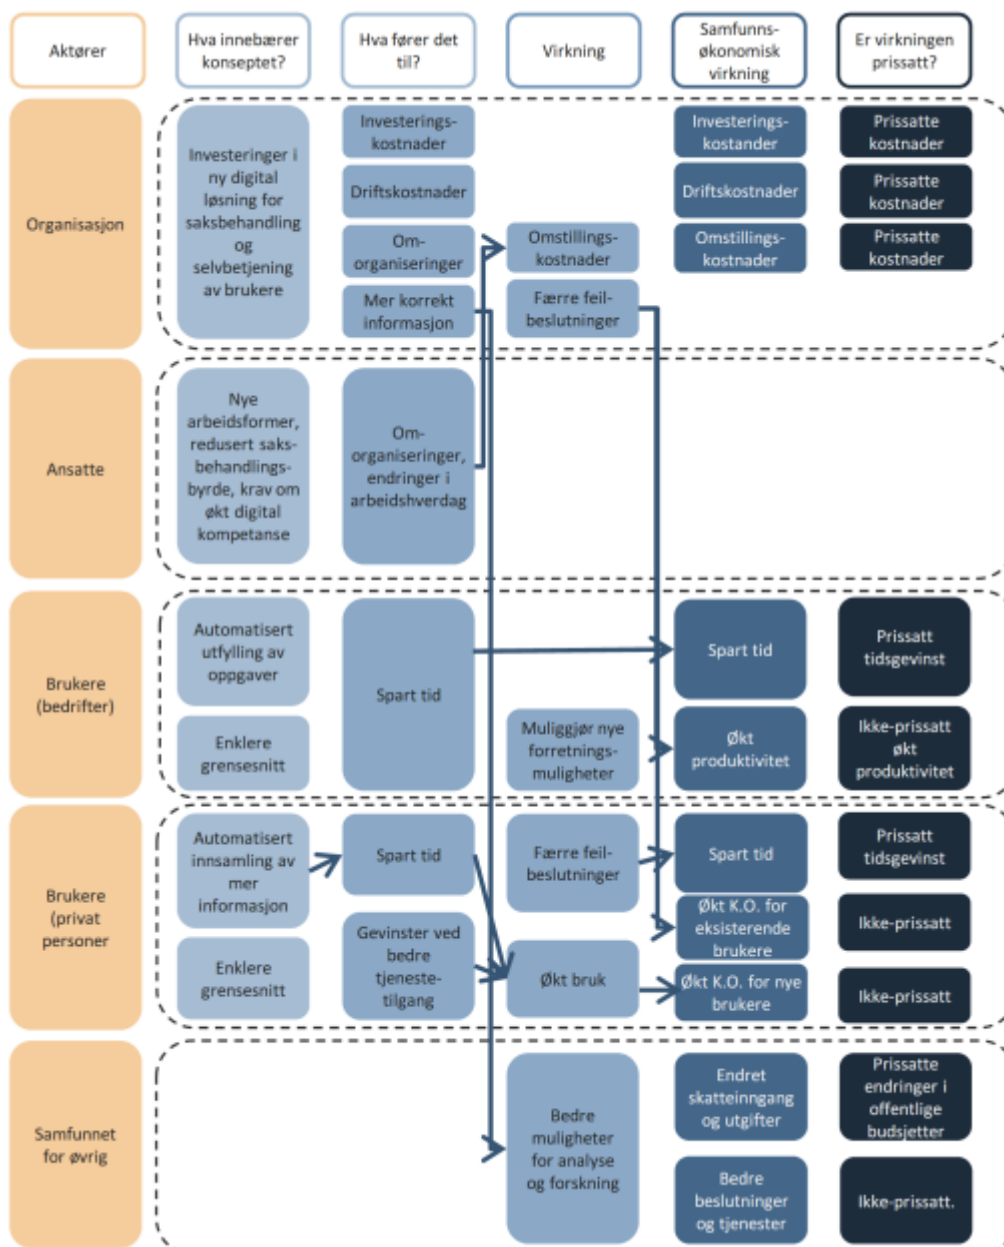 Aktører
Hva innebærer
konseptet?
Hva fører det
til?
Virkning
Samfunns-
økonomisk
virkning
Er virkningen
prissatt?
Organisasjon
Investeringer i
ny digital
løsning for
saksbehandling
og
selvbetjening
av brukere
Investerings-
kostnader
Driftskostnader
Om-
organiseringer
Mer korrekt
informasjon
Omstillings-
kostnader
Færre feil-
beslutninger
Investerings-
kostander
Driftskostnader
Omstillings-
kostnader
Prissatte
kostnader
Prissatte
kostnader
Prissatte
kostnader
Ansatte
Nye
arbeidsformer,
redusert saks-
behandlings-
byrde, krav om
økt digital
kompetanse
Om-
organiseringer,
endringer i
arbeidshverdag
Brukere
(bedrifter)
Automatisert
utfylling av
oppgaver
Enklere
grensesnitt
Spart tid
Muliggjør nye
forretnings-
muligheter
Spart tid
Økt
produktivitet
Prissatt
tidsgevinst
Ikke-prissatt
økt
produktivitet
Brukere
(privat
personer
Automatisert
innsamling av
mer
informasjon
Enklere
grensesnitt
Spart tid
Gevinster ved
bedre
tjeneste-
tilgang
Færre feil-
beslutninger
Økt bruk
Spart tid
Økt K.O. for
eksisterende
brukere
Økt K.O. for nye
brukere
Prissatt
tidsgevinst
Ikke-prissatt
Ikke-prissatt
Samfunnet
for øvrig
Bedre
muligheter
for analyse
og forskning
Endret
skatteinngang
og utgifter
Bedre
beslutninger
og tjenester
Prissatte
endringer i
offentlige
budsjetter
Ikke-prissatt.